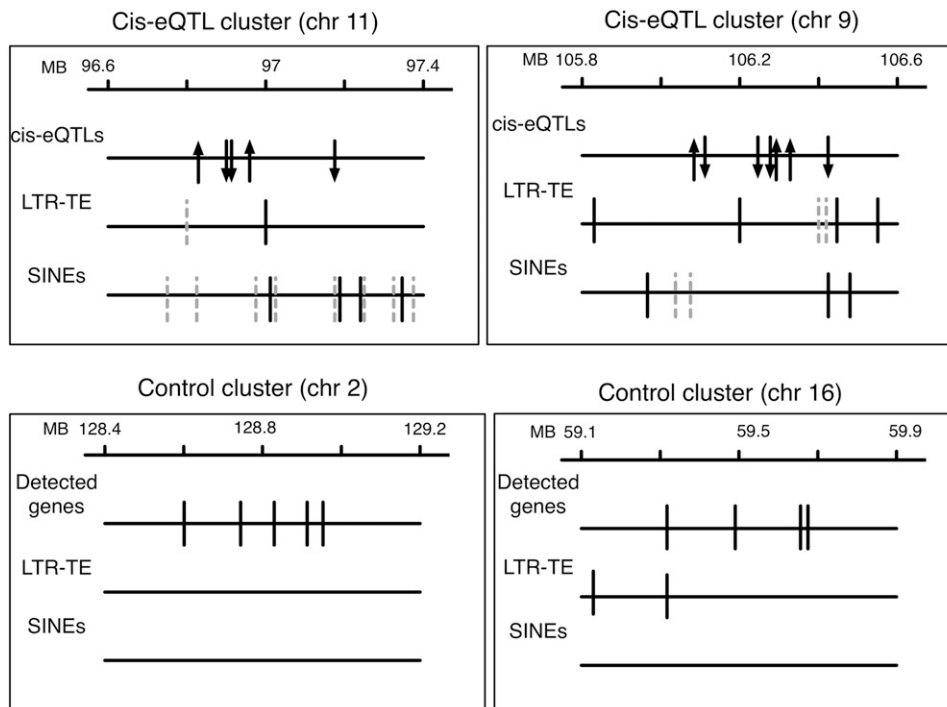 Cis-eQTL cluster (chr 11)
MB 96.6 97 97.4
cis-eQTLs
LTR-TE
SINEs
Cis-eQTL cluster (chr 9)
MB 105.8 106.2 106.6
cis-eQTLs
LTR-TE
SINEs
Control cluster (chr 2)
MB 128.4 128.8 129.2
Detected
genes
LTR-TE
SINEs
Control cluster (chr 16)
MB 59.1 59.5 59.9
Detected
genes
LTR-TE
SINEs